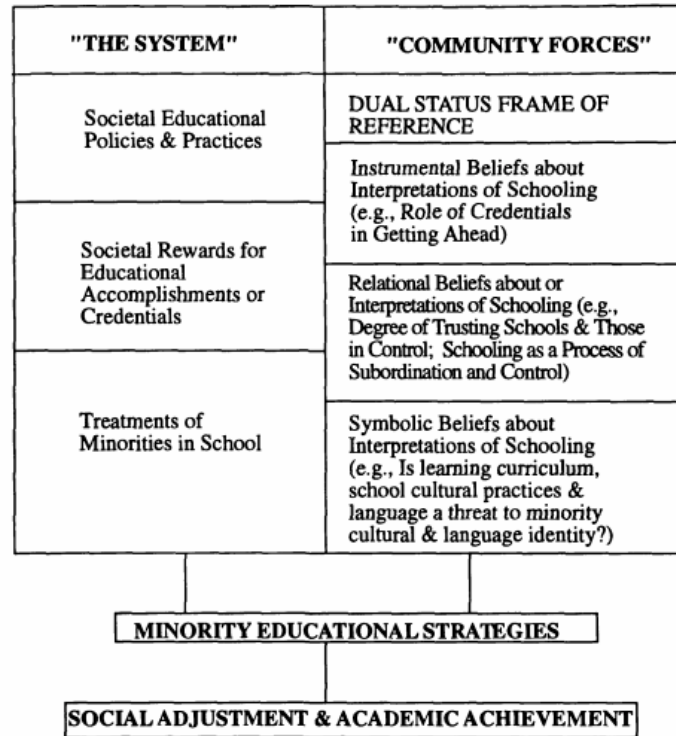 "THE SYSTEM"
"COMMUNITY FORCES"
Societal Educational
Policies & Practices
Societal Rewards for
Educational
Accomplishments or
Credentials
Treatments of
Minorities in School
DUAL STATUS FRAME OF
REFERENCE
Instrumental Beliefs about
Interpretations of Schooling
(e.g., Role of Credentials
in Getting Ahead)
Relational Beliefs about or
Interpretations of Schooling (e.g.,
Degree of Trusting Schools & Those
in Control; Schooling as a Process of
Subordination and Control)
Symbolic Beliefs about
Interpretations of Schooling
(e.g., Is learning curriculum,
school cultural practices &
language a threat to minority
cultural & language identity?)
MINORITY EDUCATIONAL STRATEGIES
SOCIAL ADJUSTMENT & ACADEMIC ACHIEVEMENT